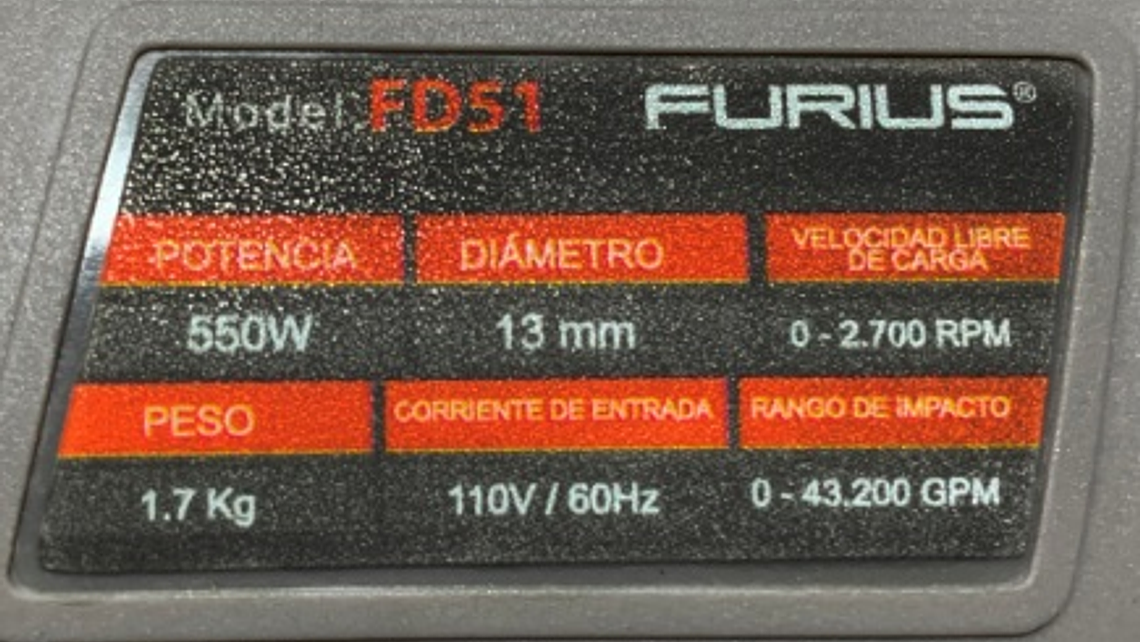 Model: FD51 FURIUS®
POTENCIA DIÁMETRO VELOCIDAD LIBRE
DE CARGA
550W 13 mm 0 - 2.700 RPM
PESO CORRIENTE DE ENTRADA RANGO DE IMPACTO
1.7 Kg 110V / 60Hz 0 - 43.200 GPM